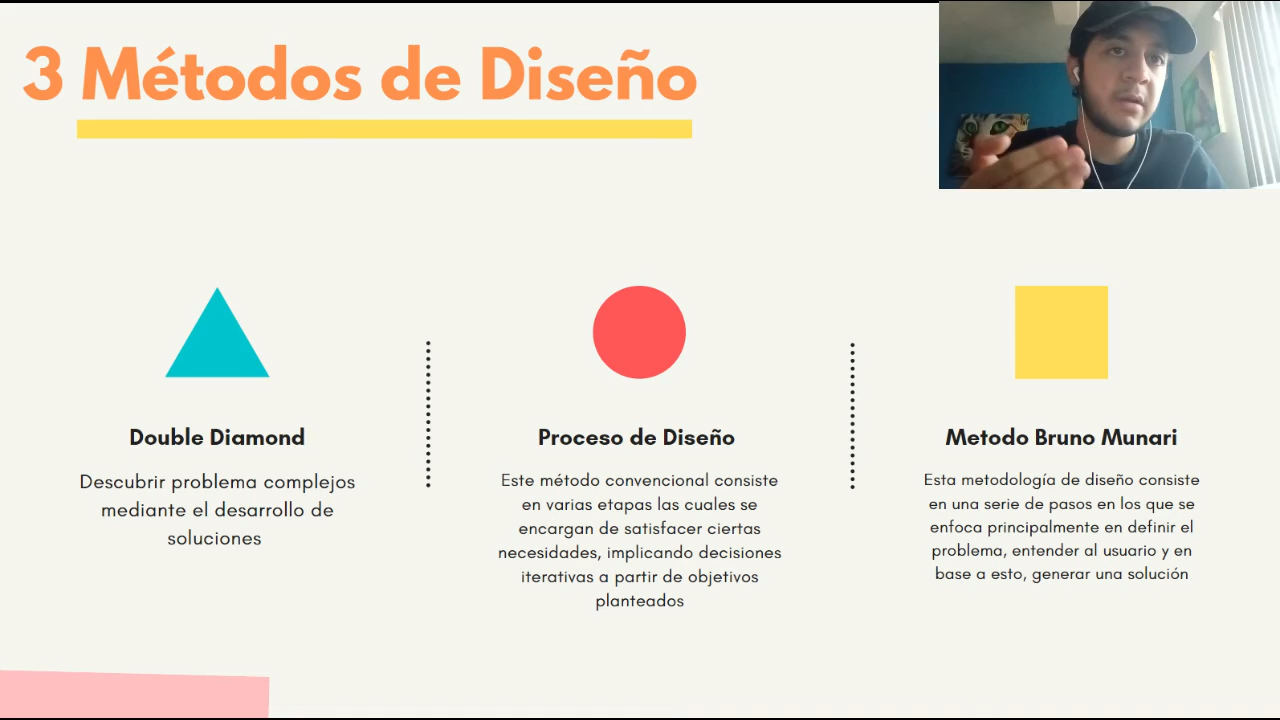 3 Métodos de Diseño
Double Diamond
Descubrir problema complejos
mediante el desarrollo de
soluciones
Proceso de Diseño
Este método convencional consiste
en varias etapas las cuales se
encargan de satisfacer ciertas
necesidades, implicando decisiones
iterativas a partir de objetivos
planteados
Metodo Bruno Munari
Esta metodología de diseño consiste
en una serie de pasos en los que se
enfoca principalmente en definir el
problema, entender al usuario y en
base a esto, generar una solución